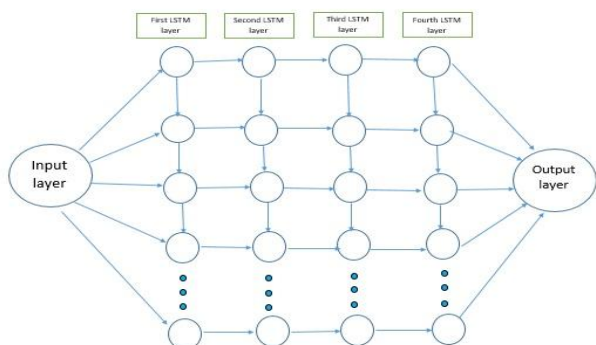 First LSTM
layer
Second LSTM
layer
Third LSTM
layer
Fourth LSTM
layer
Input
layer
Output
layer